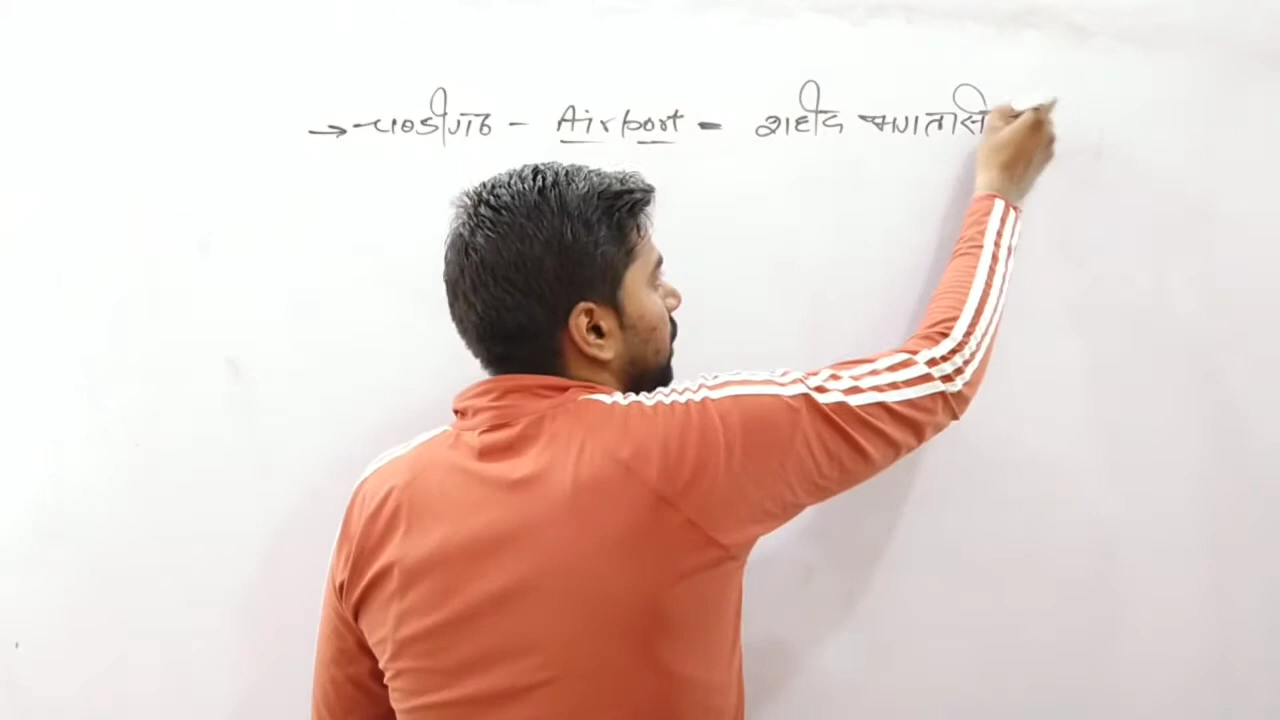 → चण्डीगढ - Airport = शहीद भगतसि